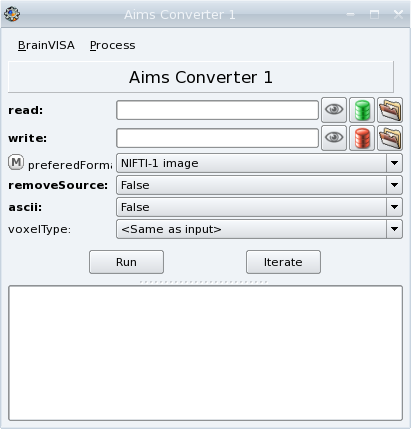 Aims Converter 1
BrainVISA Process
Aims Converter 1
read:
write:
M preferedForma NIFTI-1 image
removeSource: False
ascii: False
voxelType: <Same as input>
Run Iterate